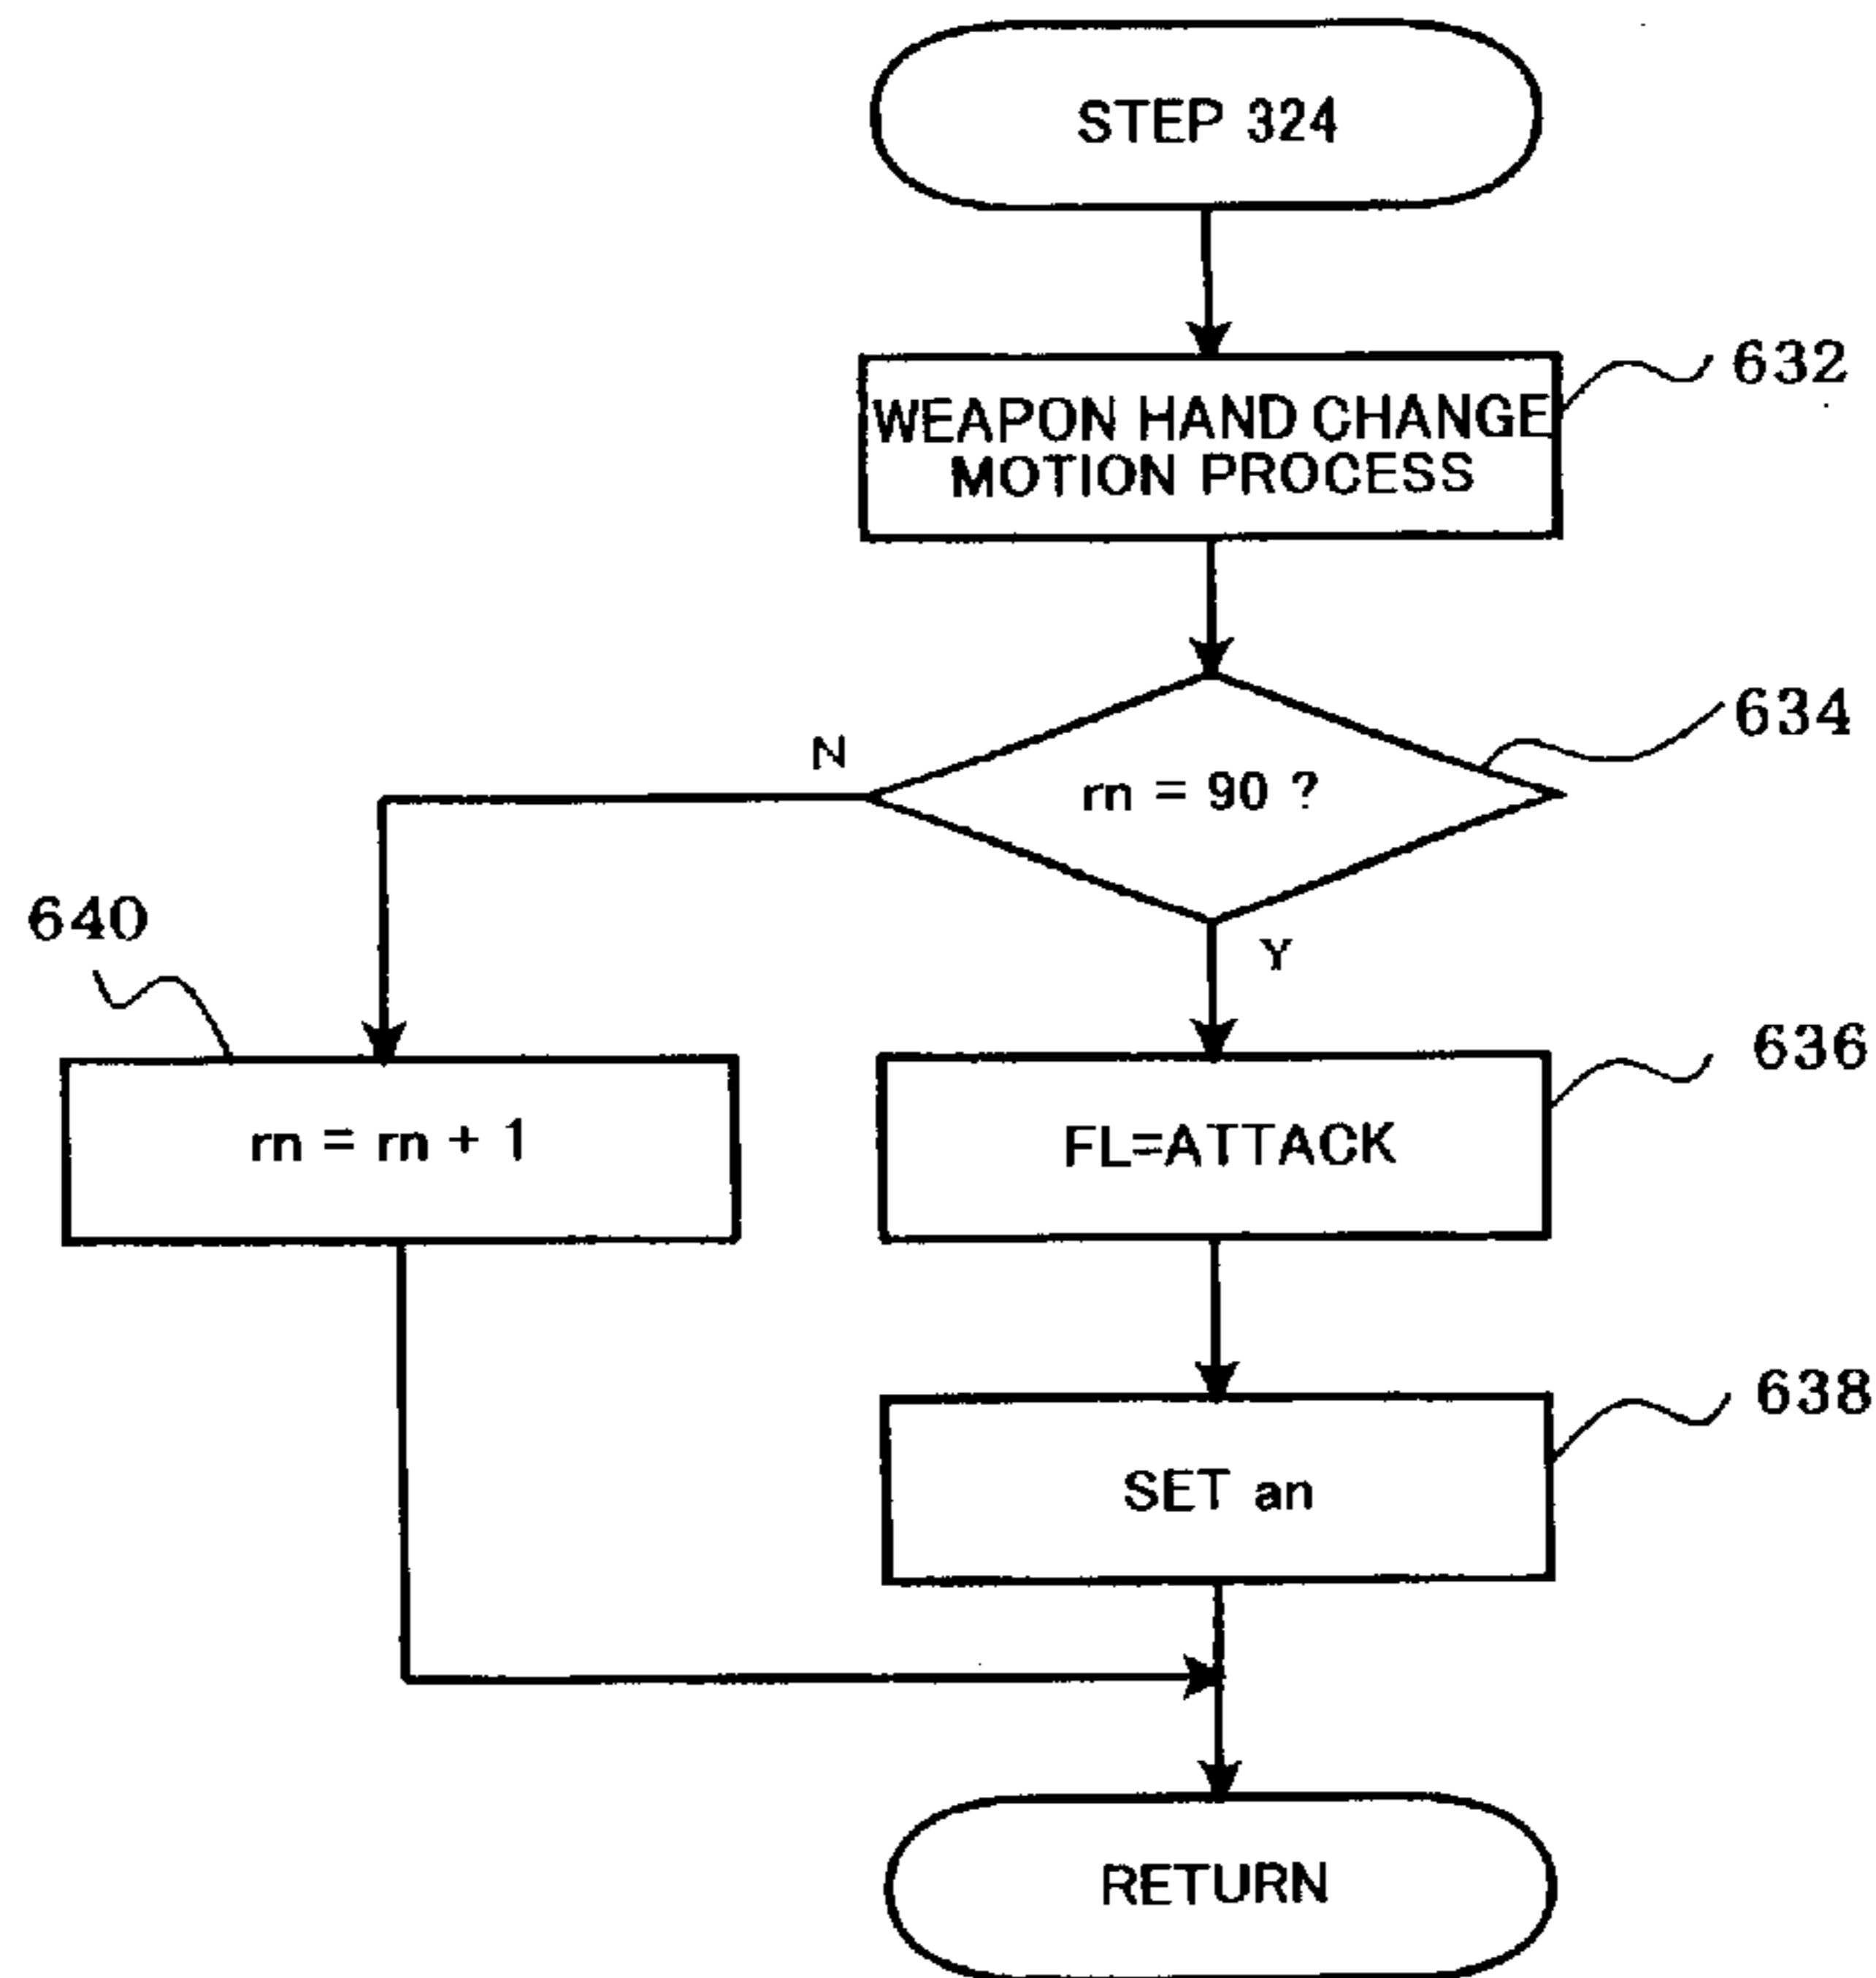 STEP 324
WEAPON HAND CHANGE
MOTION PROCESS
632
rn = 90 ?
634
N
Y
640
rn = rn + 1
FL=ATTACK
636
SET an
638
RETURN